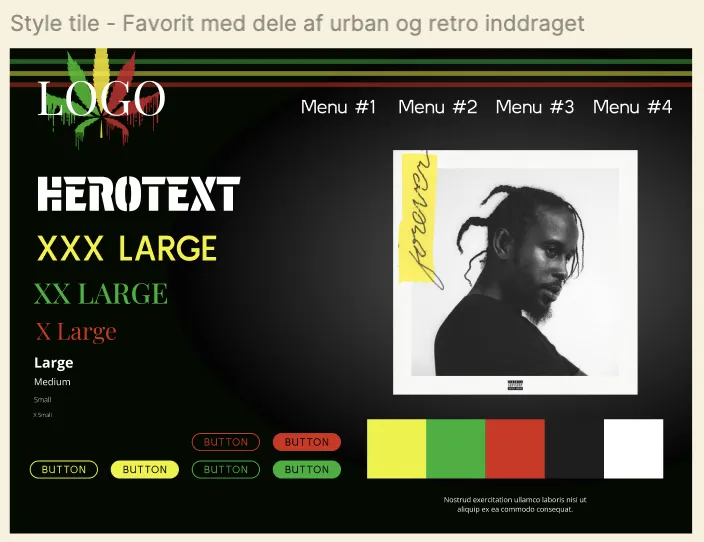 Style tile - Favorit med dele af urban og retro inddraget
LOGO
Menu #1 Menu #2 Menu #3 Menu #4
HEROTEXT
forever
XXX LARGE
XX LARGE
X Large
Large
Medium
Small
X Small
BUTTON BUTTON
BUTTON BUTTON BUTTON BUTTON
Nostrud exercitation ullamco laboris nisi ut
aliquip ex ea commodo consequat.